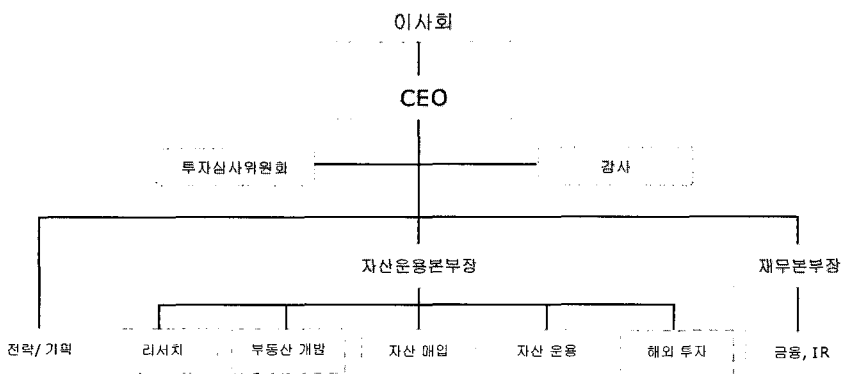 이사회
CEO
투자심사위원화
감사
자산운용본부장
재무본부장
전략/기획
리서치
부동산 개방
자산 매입
자산 운용
해외 투자
금융, IR